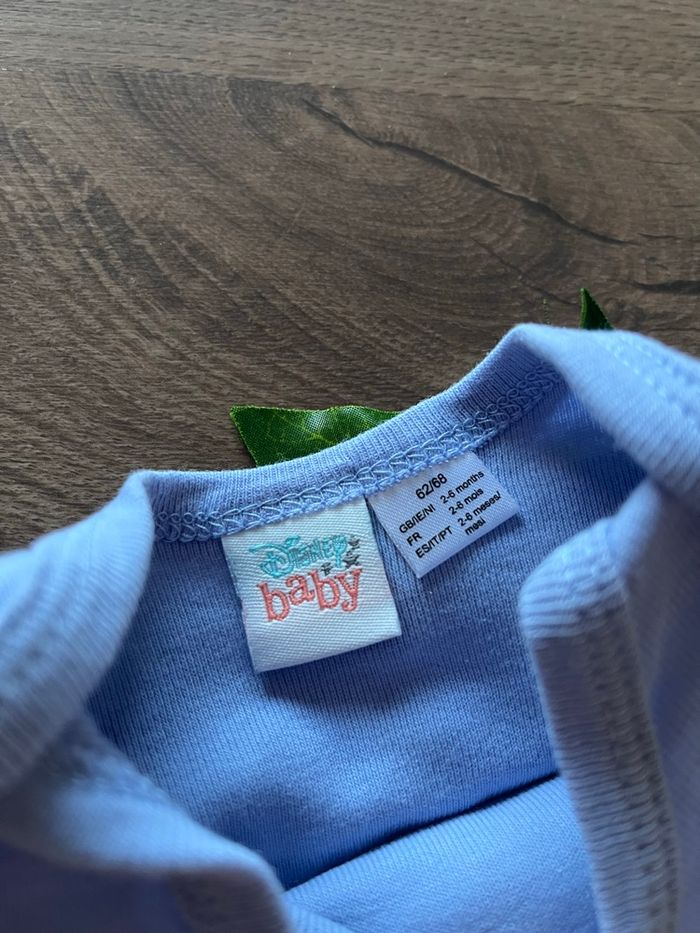 Disney
baby
62/68
GB/IE/NI 2-6 months
FR 2-6 mois
ES/IT/PT 2-6 meses/
mesi